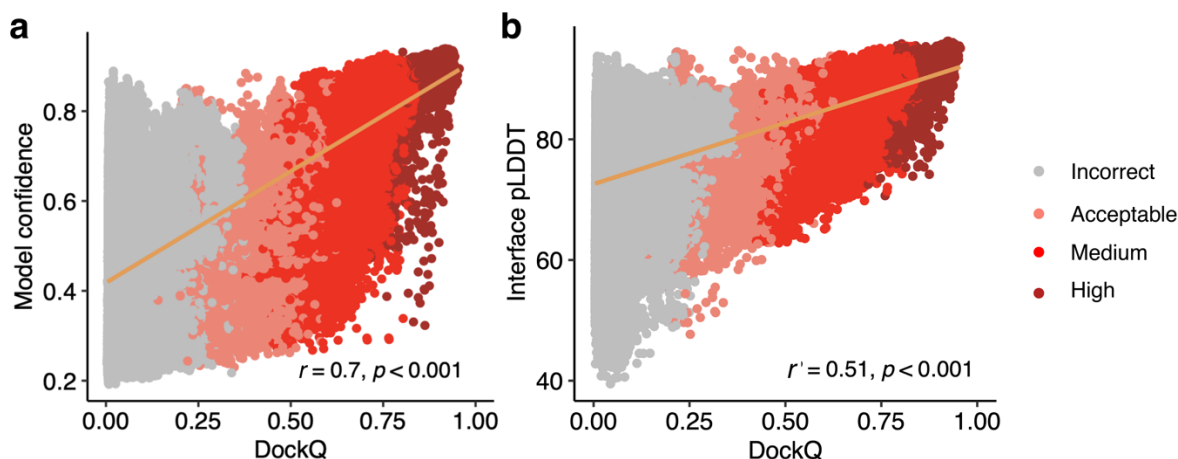 a
Model confidence
0.8
0.6
0.4
0.2
r = 0.7, p < 0.001
0.00 0.25 0.50 0.75 1.00
DockQ
b
Interface pLDDT
80
60
40
r' = 0.51, p < 0.001
0.00 0.25 0.50 0.75 1.00
DockQ
Incorrect
Acceptable
Medium
High